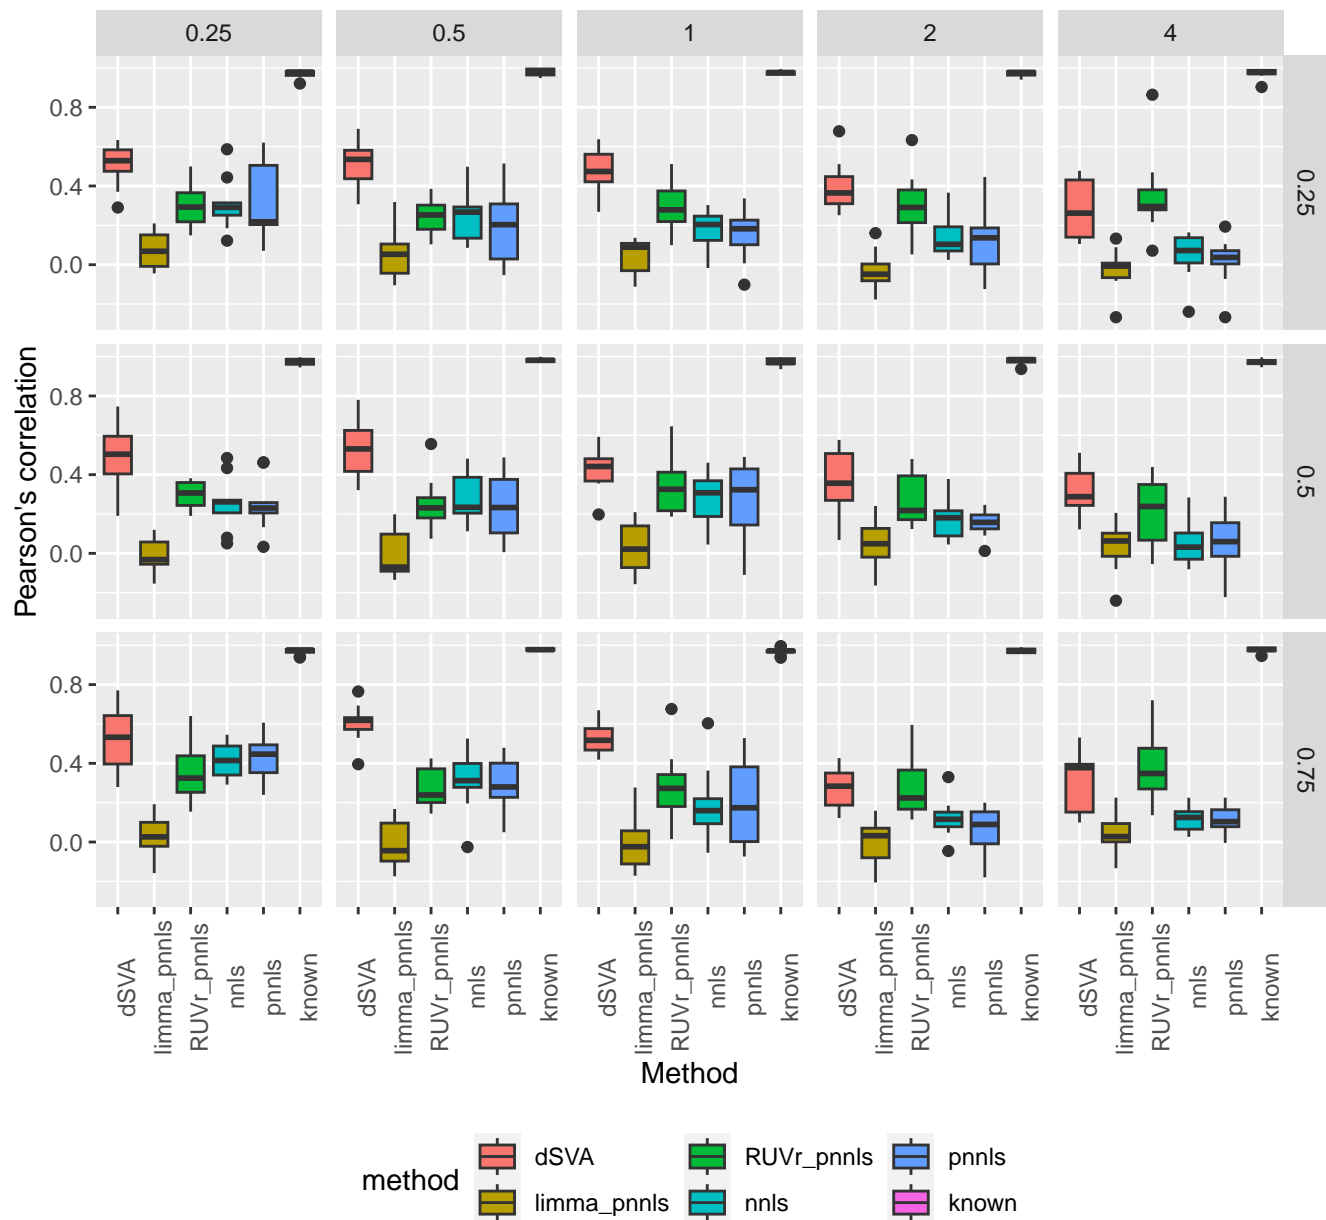 0.25 0.5 1 2 4
0.8
0.4
0.0
0.25
0.8
0.4
0.0
0.5
0.8
0.4
0.0
0.75
Pearson's correlation
dSVA limma_pnnls RUVr_pnnls nnls pnnls known dSVA limma_pnnls RUVr_pnnls nnls pnnls known dSVA limma_pnnls RUVr_pnnls nnls pnnls known dSVA limma_pnnls RUVr_pnnls nnls pnnls known dSVA limma_pnnls RUVr_pnnls nnls pnnls known
Method
method
dSVA RUVr_pnnls pnnls
limma_pnnls nnls known